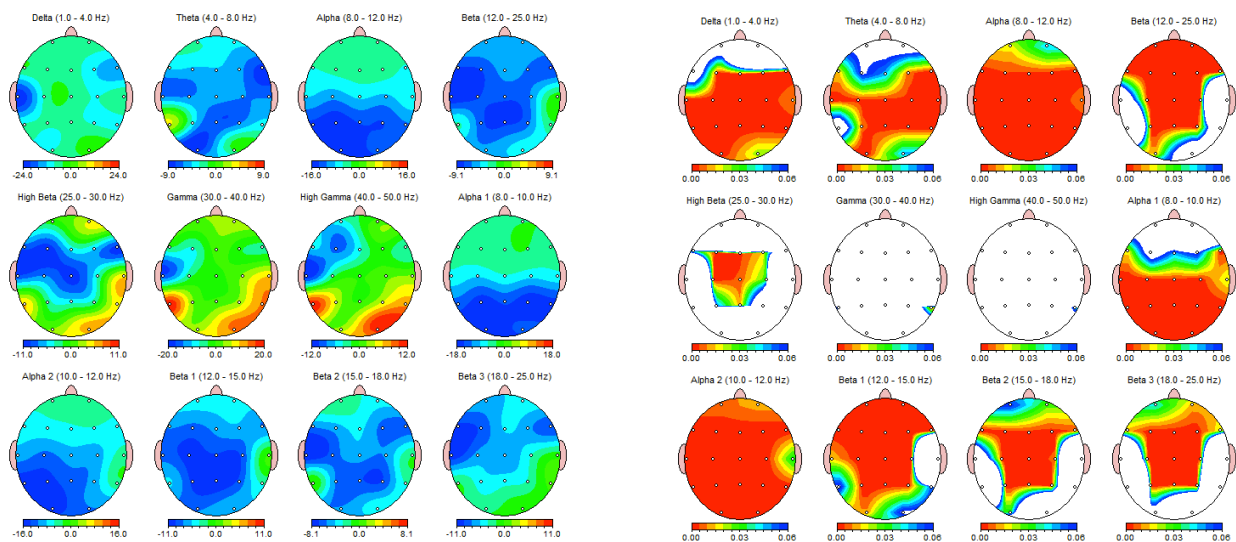 Delta (1.0 - 4.0 Hz) Theta (4.0 - 8.0 Hz) Alpha (8.0 - 12.0 Hz) Beta (12.0 - 25.0 Hz)
-24.0 0.0 24.0 -9.0 0.0 9.0 -16.0 0.0 16.0 -9.1 0.0 9.1
High Beta (25.0 - 30.0 Hz) Gamma (30.0 - 40.0 Hz) High Gamma (40.0 - 50.0 Hz) Alpha 1 (8.0 - 10.0 Hz)
-11.0 0.0 11.0 -20.0 0.0 20.0 -12.0 0.0 12.0 -18.0 0.0 18.0
Alpha 2 (10.0 - 12.0 Hz) Beta 1 (12.0 - 15.0 Hz) Beta 2 (15.0 - 18.0 Hz) Beta 3 (18.0 - 25.0 Hz)
-16.0 0.0 16.0 -11.0 0.0 11.0 -8.1 0.0 8.1 -11.0 0.0 11.0
Delta (1.0 - 4.0 Hz) Theta (4.0 - 8.0 Hz) Alpha (8.0 - 12.0 Hz) Beta (12.0 - 25.0 Hz)
0.00 0.03 0.06 0.00 0.03 0.06 0.00 0.03 0.06 0.00 0.03 0.06
High Beta (25.0 - 30.0 Hz) Gamma (30.0 - 40.0 Hz) High Gamma (40.0 - 50.0 Hz) Alpha 1 (8.0 - 10.0 Hz)
0.00 0.03 0.06 0.00 0.03 0.06 0.00 0.03 0.06 0.00 0.03 0.06
Alpha 2 (10.0 - 12.0 Hz) Beta 1 (12.0 - 15.0 Hz) Beta 2 (15.0 - 18.0 Hz) Beta 3 (18.0 - 25.0 Hz)
0.00 0.03 0.06 0.00 0.03 0.06 0.00 0.03 0.06 0.00 0.03 0.06